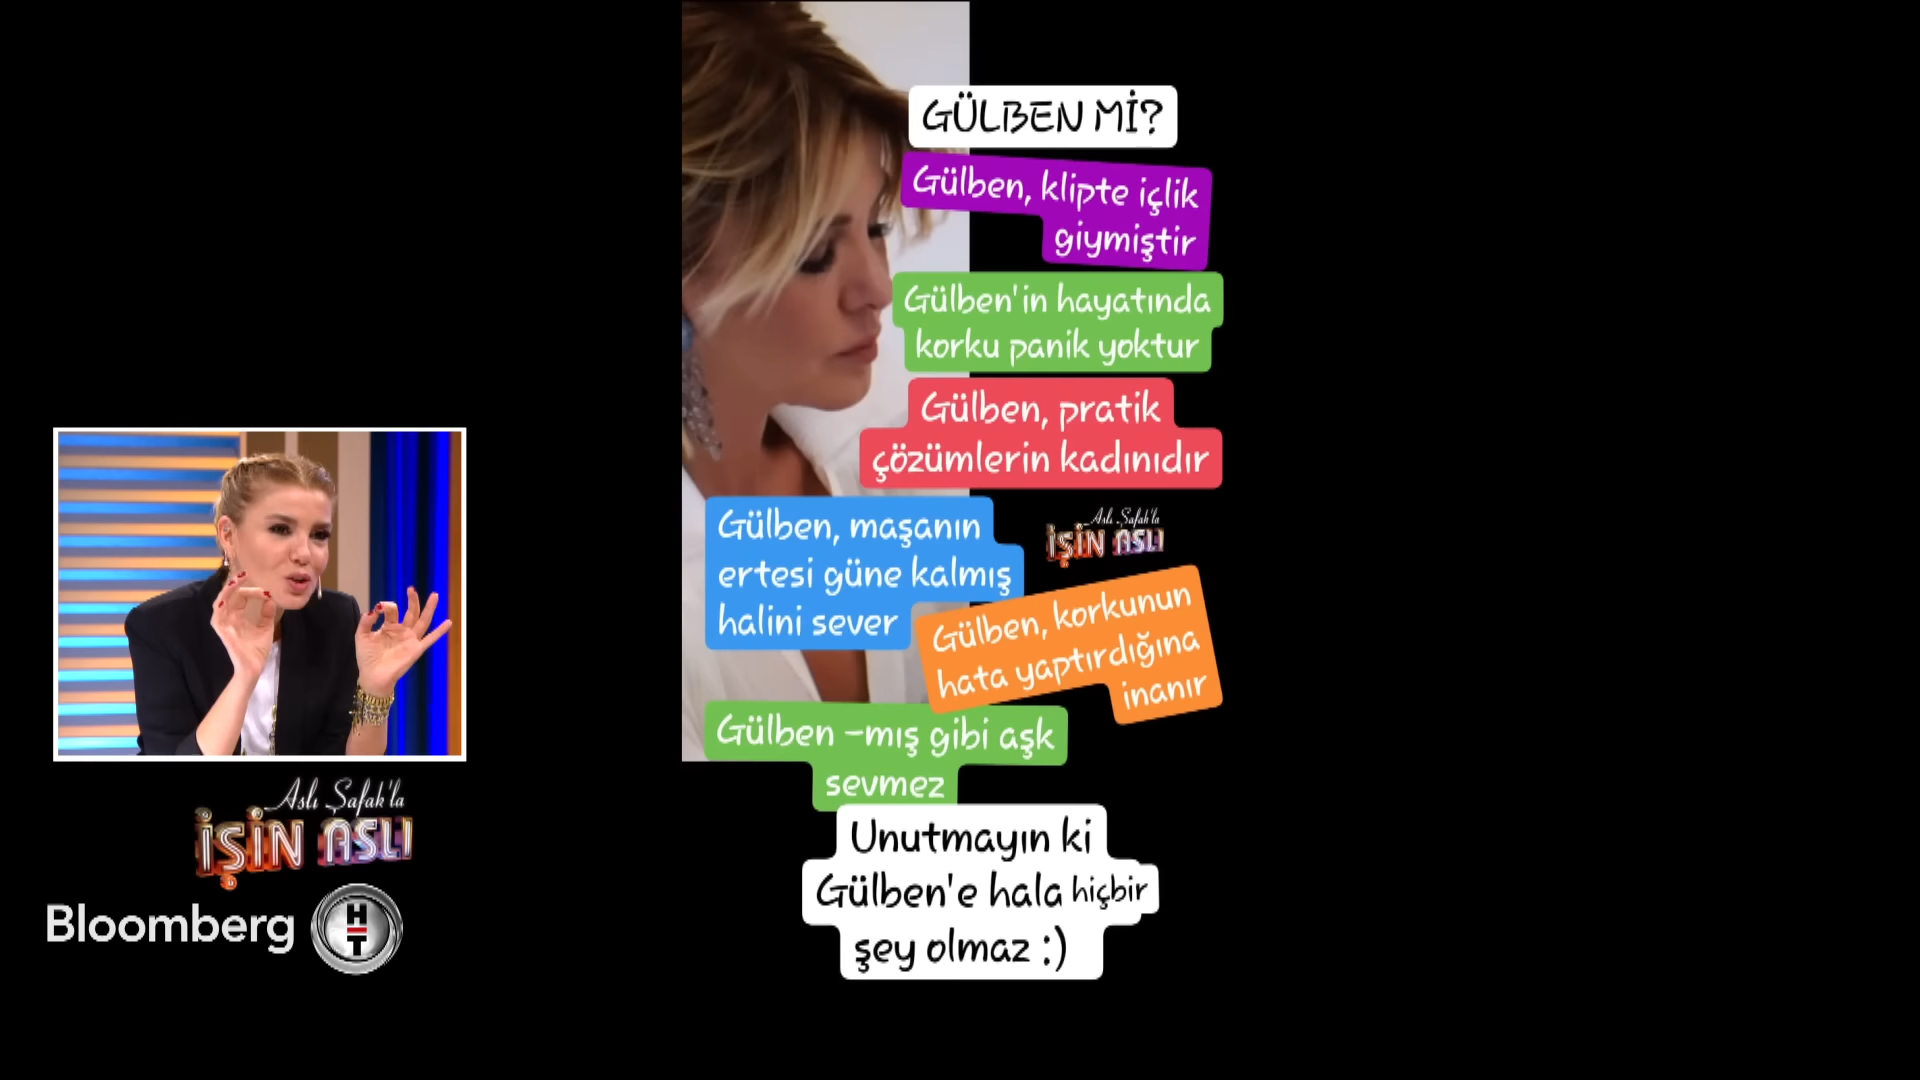 GÜLBEN Mİ?
Gülben, klipte içlik
giymiştir
Gülben'in hayatında
korku panik yoktur
Gülben, pratik
çözümlerin kadınıdır
Gülben, maşanın
ertesi güne kalmış
halini sever
Aslı Şafak'la
İŞİN ASLI
Gülben, korkunun
hata yaptırdığına
inanır
Gülben -mış gibi aşk
sevmez
Unutmayın ki
Gülben'e hala hiçbir
şey olmaz :)
Aslı Şafak'la
İŞİN ASLI
Bloomberg HT